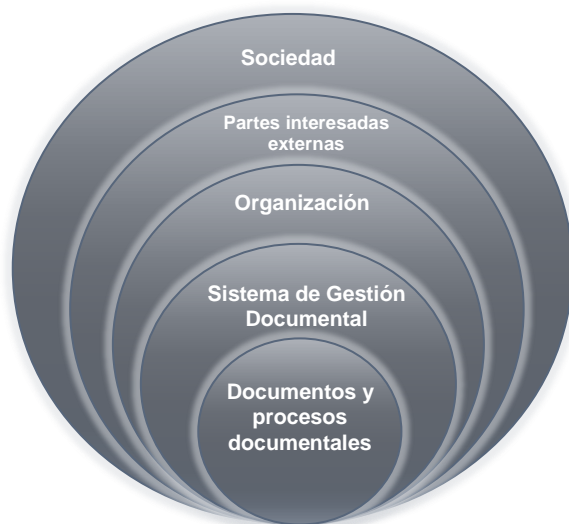 Sociedad
Partes interesadas
externas
Organización
Sistema de Gestión
Documental
Documentos y
procesos
documentales